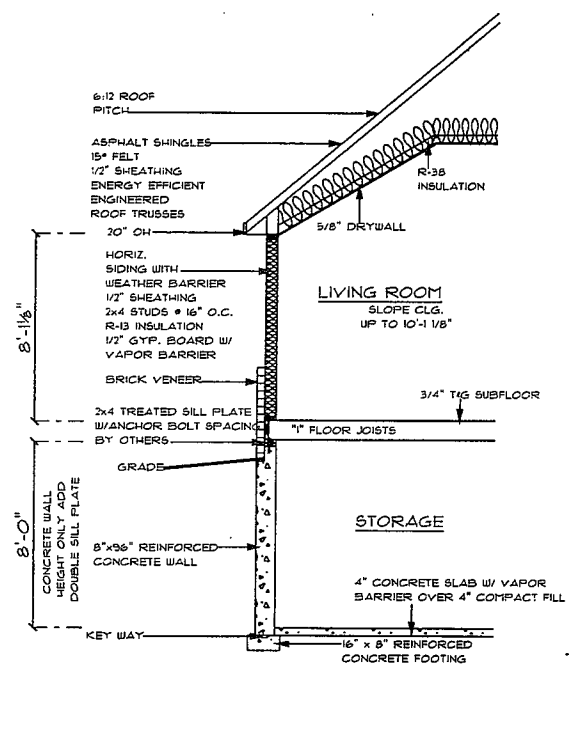 6:12 ROOF
PITCH
ASPHALT SHINGLES
15# FELT
1/2" SHEATHING
ENERGY EFFICIENT
ENGINEERED
ROOF TRUSSES
20" OH
R-38
INSULATION
5/8" DRYWALL
HORIZ.
SIDING WITH
WEATHER BARRIER
1/2" SHEATHING
2x4 STUDS @ 16" O.C.
R-13 INSULATION
1/2" GYP. BOARD W/
VAPOR BARRIER
8'-1 1/8"
LIVING ROOM
SLOPE CLG.
UP TO 10'-1 1/8"
BRICK VENEER
3/4" T&G SUBFLOOR
2x4 TREATED SILL PLATE
W/ANCHOR BOLT SPACING
BY OTHERS
"I" FLOOR JOISTS
GRADE
8'-0"
CONCRETE WALL
HEIGHT ONLY ADD
DOUBLE SILL PLATE
STORAGE
8"x96" REINFORCED
CONCRETE WALL
4" CONCRETE SLAB W/ VAPOR
BARRIER OVER 4" COMPACT FILL
KEY WAY
16" x 8" REINFORCED
CONCRETE FOOTING